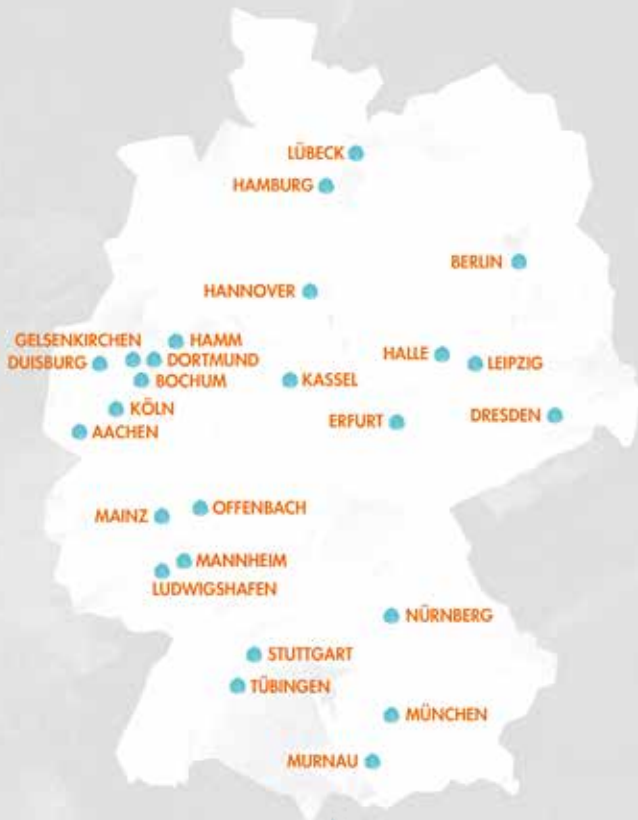 LÜBECK
HAMBURG
BERLIN
HANNOVER
GELSENKIRCHEN
HAMM
DUISBURG
DORTMUND
BOCHUM
KASSEL
HALLE
LEIPZIG
KÖLN
AACHEN
ERFURT
DRESDEN
MAINZ
OFFENBACH
MANNHEIM
LUDWIGSHAFEN
NÜRNBERG
STUTTGART
TÜBINGEN
MÜNCHEN
MURNAU